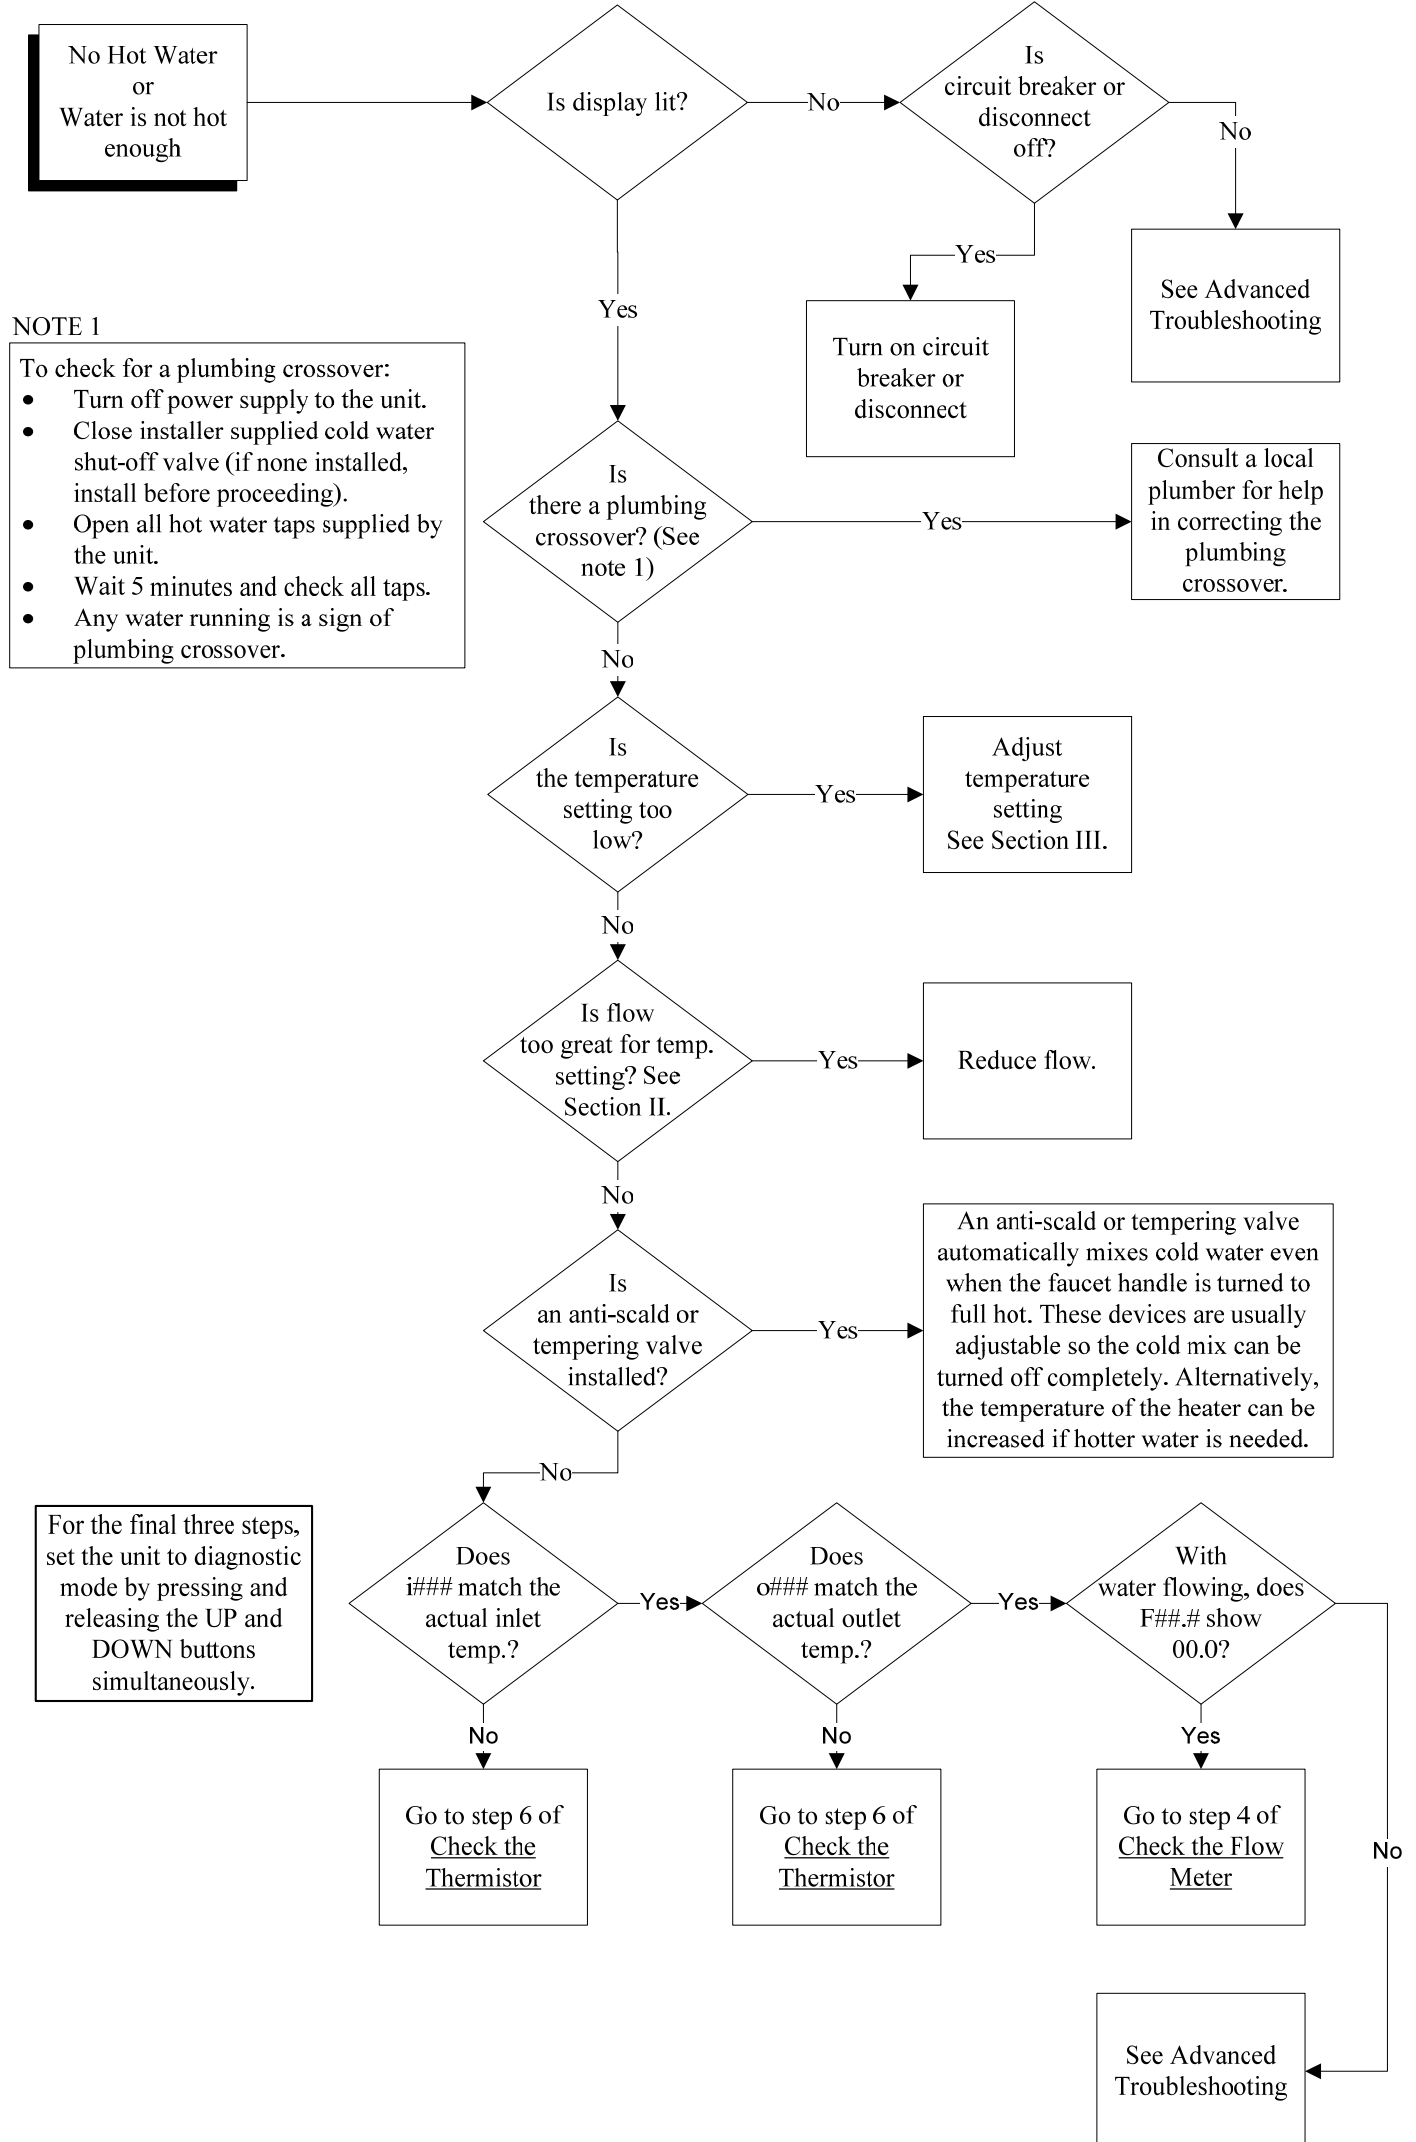 No Hot Water
or
Water is not hot
enough
Is display lit?
No
Is
circuit breaker or
disconnect
off?
No
Yes
Yes
See Advanced
Troubleshooting
Turn on circuit
breaker or
disconnect
NOTE 1
To check for a plumbing crossover:
• Turn off power supply to the unit.
• Close installer supplied cold water
shut-off valve (if none installed,
install before proceeding).
• Open all hot water taps supplied by
the unit.
• Wait 5 minutes and check all taps.
• Any water running is a sign of
plumbing crossover.
Is
there a plumbing
crossover? (See
note 1)
Yes
Consult a local
plumber for help
in correcting the
plumbing
crossover.
No
Is
the temperature
setting too
low?
Yes
Adjust
temperature
setting
See Section III.
No
Is flow
too great for temp.
setting? See
Section II.
Yes
Reduce flow.
No
Is
an anti-scald or
tempering valve
installed?
Yes
An anti-scald or tempering valve
automatically mixes cold water even
when the faucet handle is turned to
full hot. These devices are usually
adjustable so the cold mix can be
turned off completely. Alternatively,
the temperature of the heater can be
increased if hotter water is needed.
No
For the final three steps,
set the unit to diagnostic
mode by pressing and
releasing the UP and
DOWN buttons
simultaneously.
Does
i### match the
actual inlet
temp.?
Yes
Does
o### match the
actual outlet
temp.?
Yes
With
water flowing, does
F##.# show
00.0?
No
No
Yes
Go to step 6 of
Check the
Thermistor
Go to step 6 of
Check the
Thermistor
Go to step 4 of
Check the Flow
Meter
No
See Advanced
Troubleshooting